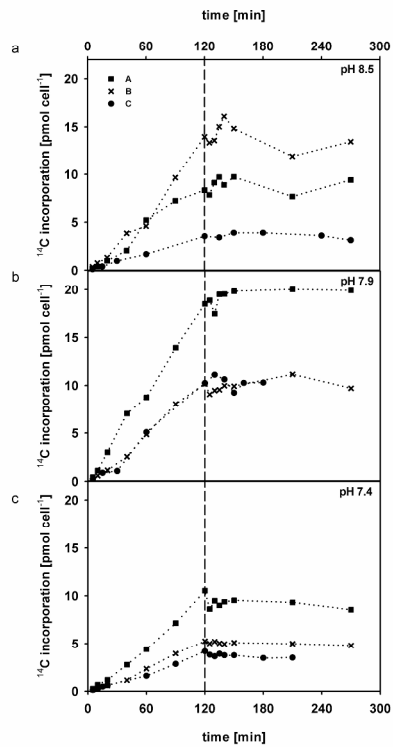 time [min]
0 60 120 180 240 300
a
pH 8.5
20
15
10
5
0
A
B
C
¹⁴C incorporation [pmol cell⁻¹]
b
pH 7.9
20
15
10
5
0
¹⁴C incorporation [pmol cell⁻¹]
c
pH 7.4
20
15
10
5
0
¹⁴C incorporation [pmol cell⁻¹]
0 60 120 180 240 300
time [min]